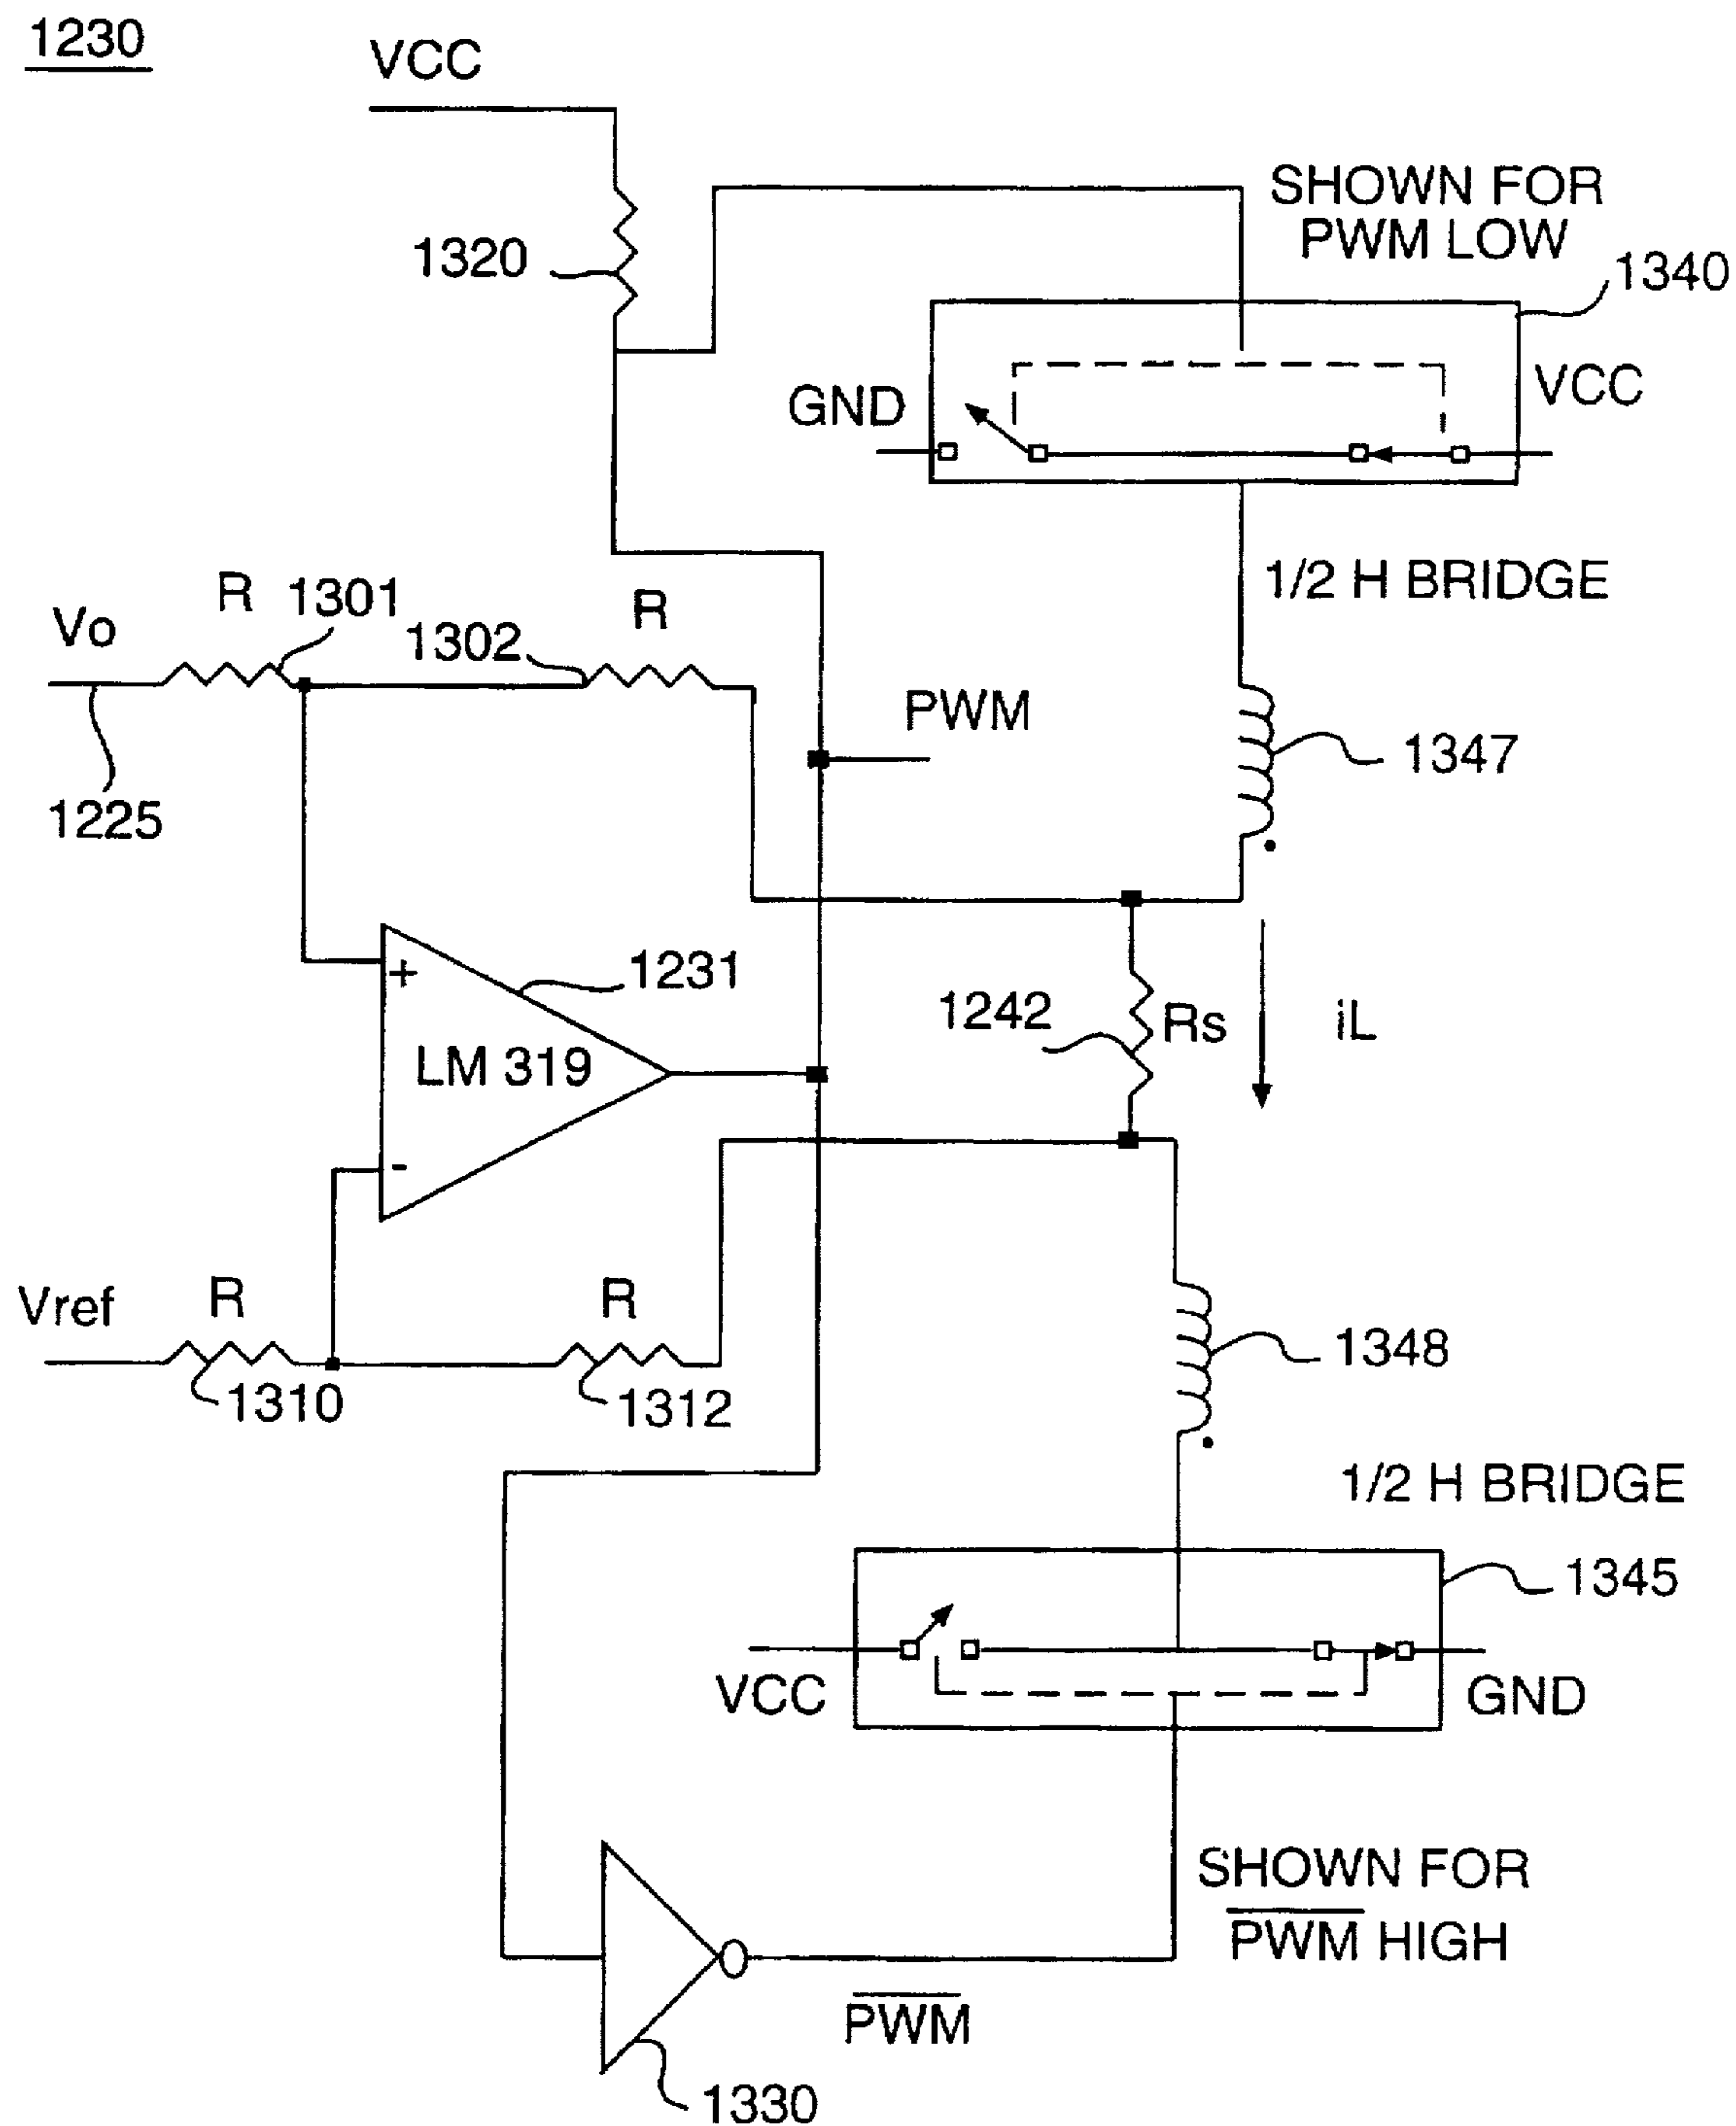 1230
VCC
SHOWN FOR
PWM LOW
1320
1340
GND
VCC
1/2 H BRIDGE
R
1301
R
Vo
1302
PWM
1347
1225
+
1231
1242
Rs
iL
LM 319
-
Vref
R
R
1348
1310
1312
1/2 H BRIDGE
1345
VCC
GND
SHOWN FOR
P̅W̅M̅ HIGH
P̅W̅M̅
1330